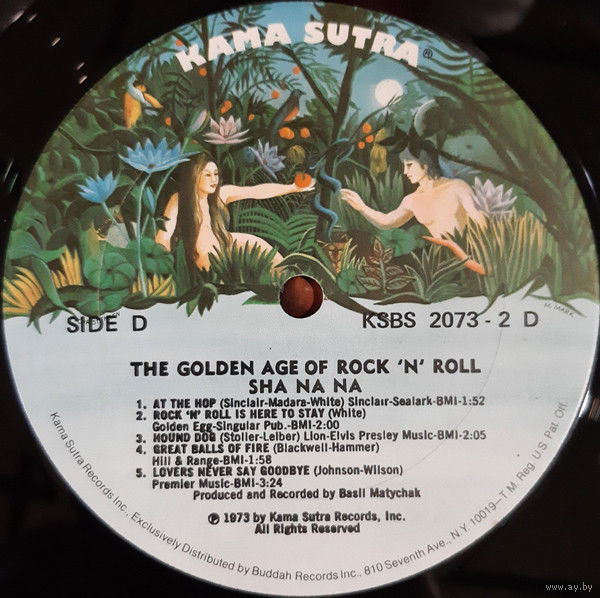 KAMA SUTRA®
M. MARK
SIDE D
KSBS 2073-2 D
THE GOLDEN AGE OF ROCK 'N' ROLL
SHA NA NA
1. AT THE HOP (Sinclair-Madara-White) Sinclair-Sealark-BMI-1:52
2. ROCK 'N' ROLL IS HERE TO STAY (White)
Golden Egg-Singular Pub.-BMI-2:00
3. HOUND DOG (Stoller-Leiber) Lion-Elvis Presley Music-BMI-2:05
4. GREAT BALLS OF FIRE (Blackwell-Hammer)
Hill & Range-BMI-1:58
5. LOVERS NEVER SAY GOODBYE (Johnson-Wilson)
Premier Music-BMI-3:24
Produced and Recorded by Basil Matychak
℗ 1973 by Kama Sutra Records, Inc.
All Rights Reserved
Kama Sutra Records Inc., Exclusively Distributed by Buddah Records Inc., 810 Seventh Ave., N.Y. 10019—T.M. Reg. U.S. Pat. Off.
www.ay.by